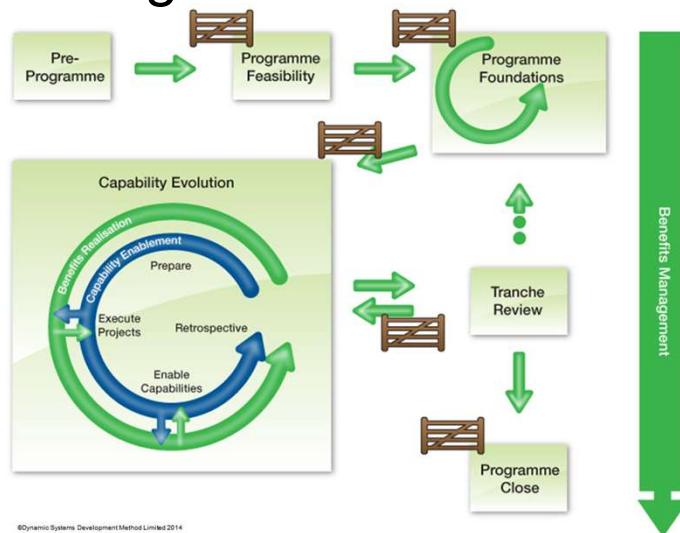 Pre-
Programme
Programme
Feasibility
Programme
Foundations
Capability Evolution
Benefits Realisation
Capability Enablement
Prepare
Execute
Projects
Retrospective
Enable
Capabilities
Tranche
Review
Programme
Close
Benefits Management
©Dynamic Systems Development Method Limited 2014